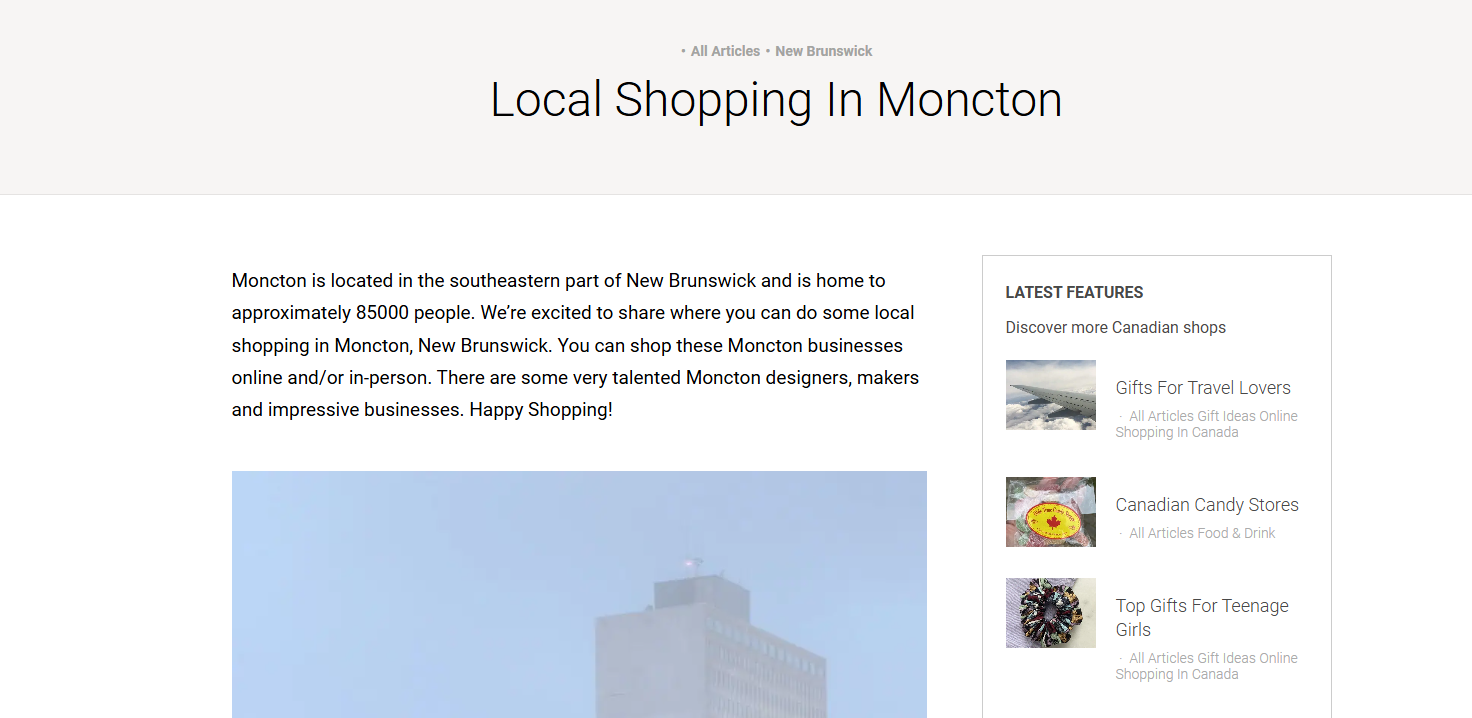 · All Articles · New Brunswick
Local Shopping In Moncton
Moncton is located in the southeastern part of New Brunswick and is home to
approximately 85000 people. We’re excited to share where you can do some local
shopping in Moncton, New Brunswick. You can shop these Moncton businesses
online and/or in-person. There are some very talented Moncton designers, makers
and impressive businesses. Happy Shopping!
LATEST FEATURES
Discover more Canadian shops
Gifts For Travel Lovers
· All Articles Gift Ideas Online
Shopping In Canada
Canadian Candy Stores
· All Articles Food & Drink
Top Gifts For Teenage
Girls
· All Articles Gift Ideas Online
Shopping In Canada